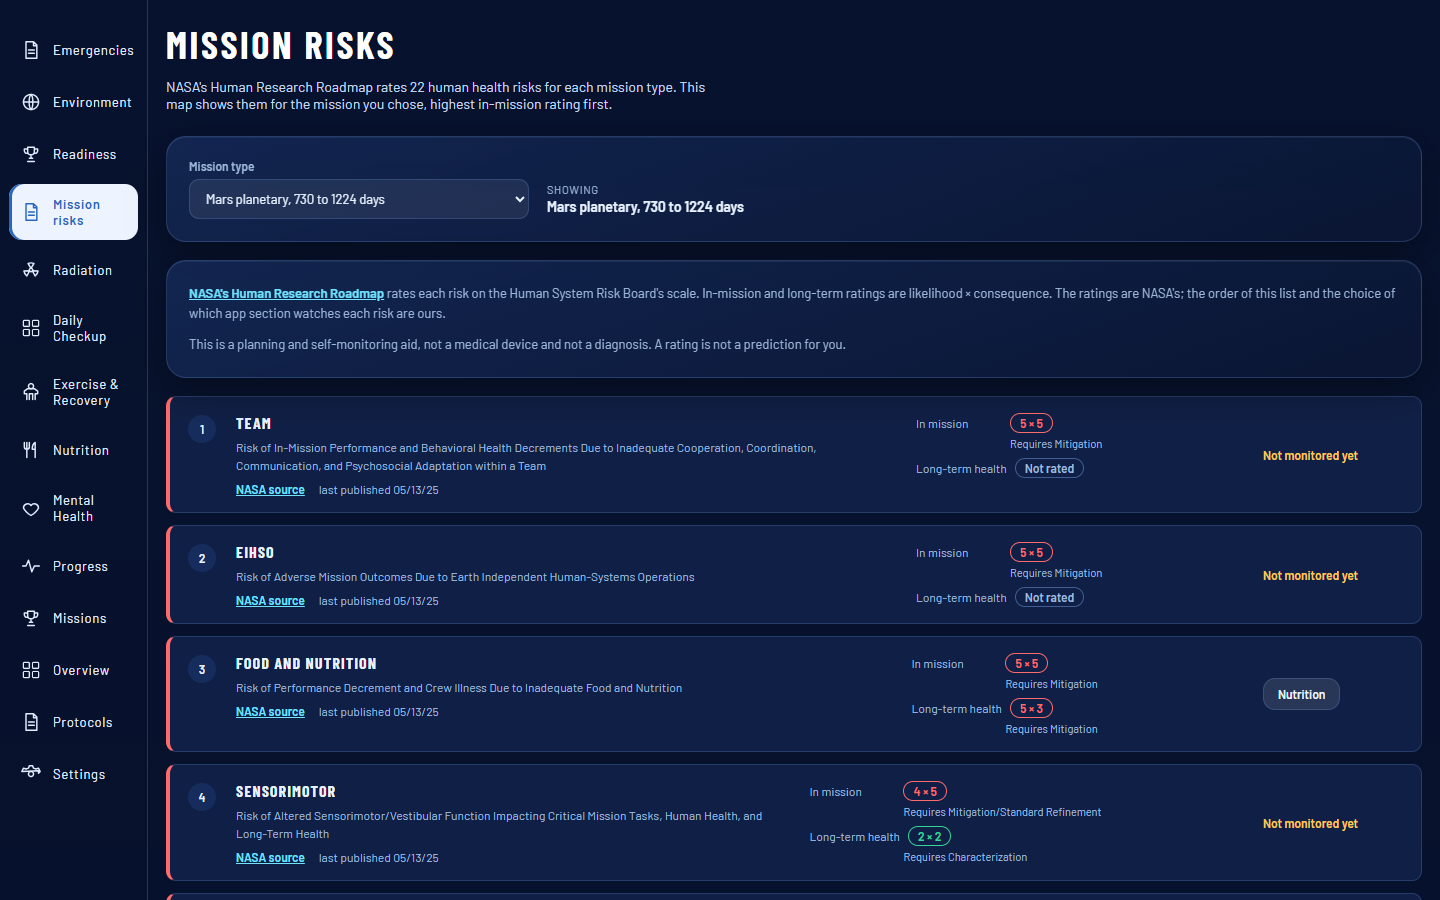 Emergencies
Environment
Readiness
Mission
risks
Radiation
Daily
Checkup
Exercise &
Recovery
Nutrition
Mental
Health
Progress
Missions
Overview
Protocols
Settings
MISSION RISKS
NASA's Human Research Roadmap rates 22 human health risks for each mission type. This
map shows them for the mission you chose, highest in-mission rating first.
Mission type
Mars planetary, 730 to 1224 days
SHOWING
Mars planetary, 730 to 1224 days
NASA's Human Research Roadmap rates each risk on the Human System Risk Board's scale. In-mission and long-term ratings are likelihood × consequence. The ratings are NASA's; the order of this list and the choice of
which app section watches each risk are ours.
This is a planning and self-monitoring aid, not a medical device and not a diagnosis. A rating is not a prediction for you.
1
TEAM
Risk of In-Mission Performance and Behavioral Health Decrements Due to Inadequate Cooperation, Coordination,
Communication, and Psychosocial Adaptation within a Team
NASA source last published 05/13/25
In mission 5 × 5
Requires Mitigation
Long-term health Not rated
Not monitored yet
2
EIHSO
Risk of Adverse Mission Outcomes Due to Earth Independent Human-Systems Operations
NASA source last published 05/13/25
In mission 5 × 5
Requires Mitigation
Long-term health Not rated
Not monitored yet
3
FOOD AND NUTRITION
Risk of Performance Decrement and Crew Illness Due to Inadequate Food and Nutrition
NASA source last published 05/13/25
In mission 5 × 5
Requires Mitigation
Long-term health 5 × 3
Requires Mitigation
Nutrition
4
SENSORIMOTOR
Risk of Altered Sensorimotor/Vestibular Function Impacting Critical Mission Tasks, Human Health, and
Long-Term Health
NASA source last published 05/13/25
In mission 4 × 5
Requires Mitigation/Standard Refinement
Long-term health 2 × 2
Requires Characterization
Not monitored yet